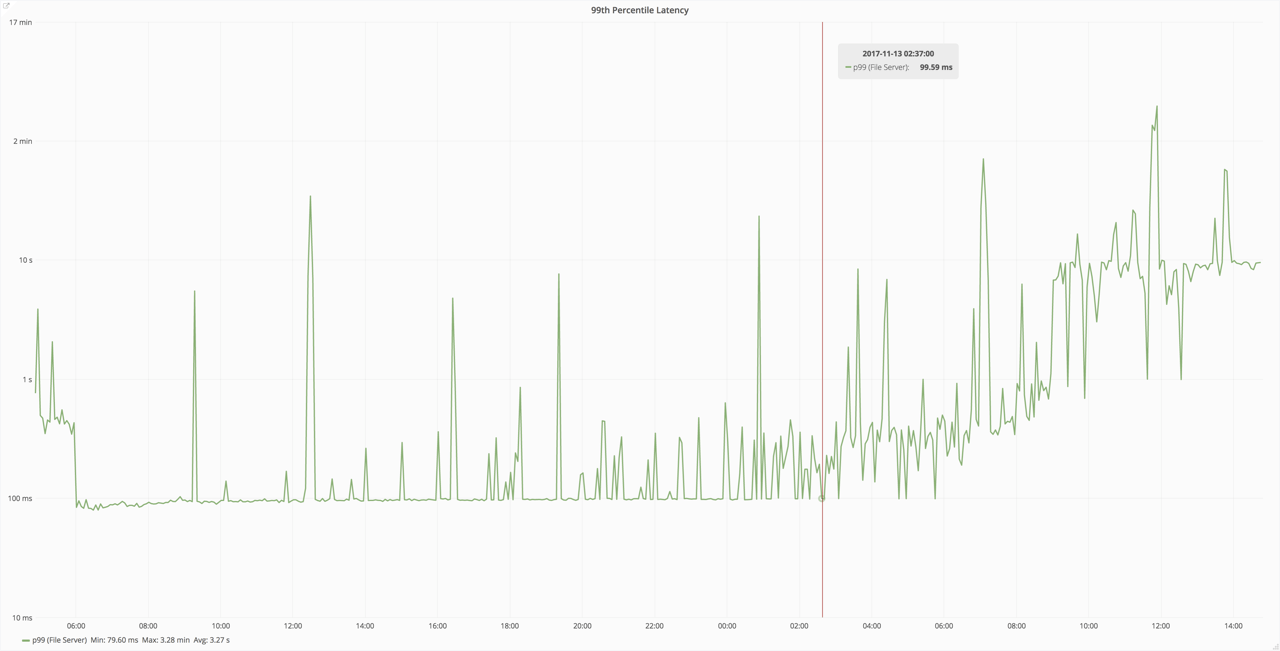 99th Percentile Latency
17 min
2 min
10 s
1 s
100 ms
10 ms
2017-11-13 02:37:00
p99 (File Server): 99.59 ms
06:00 08:00 10:00 12:00 14:00 16:00 18:00 20:00 22:00 00:00 02:00 04:00 06:00 08:00 10:00 12:00 14:00
p99 (File Server) Min: 79.60 ms Max: 3.28 min Avg: 3.27 s